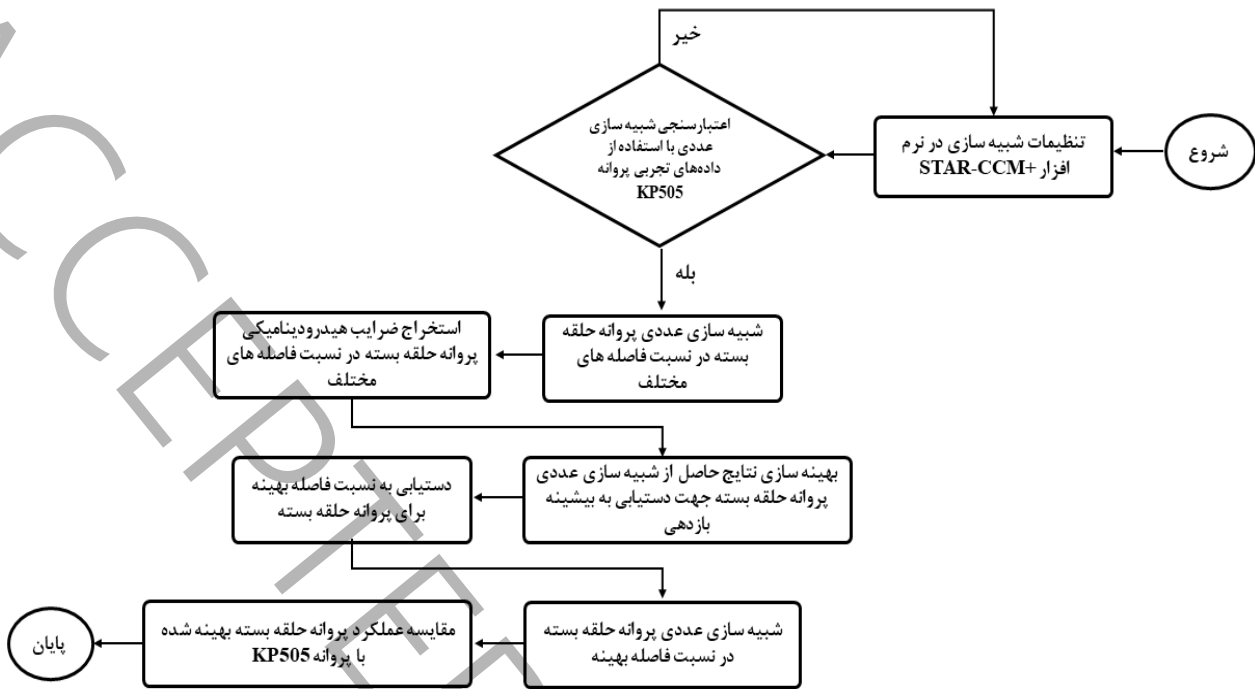 شروع
تنظیمات شبیه سازی در نرم
افزار STAR-CCM+
خیر
اعتبارسنجی شبیه سازی
عددی با استفاده از
داده‌های تجربی پروانه
KP505
بله
شبیه سازی عددی پروانه حلقه
بسته در نسبت فاصله های
مختلف
استخراج ضرایب هیدرودینامیکی
پروانه حلقه بسته در نسبت فاصله های
مختلف
بهینه سازی نتایج حاصل از شبیه سازی عددی
پروانه حلقه بسته جهت دستیابی به بیشینه
بازدهی
دستیابی به نسبت فاصله بهینه
برای پروانه حلقه بسته
شبیه سازی عددی پروانه حلقه بسته
در نسبت فاصله بهینه
مقایسه عملکرد پروانه حلقه بسته بهینه شده
با پروانه KP505
پایان